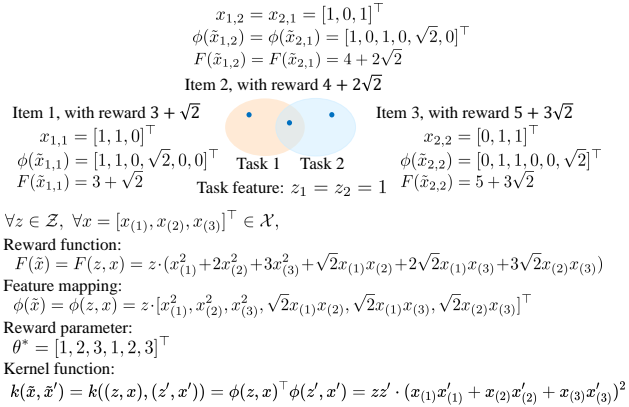 x_{1,2} = x_{2,1} = [1, 0, 1]^⊤
ϕ(x̃_{1,2}) = ϕ(x̃_{2,1}) = [1, 0, 1, 0, √2, 0]^⊤
F(x̃_{1,2}) = F(x̃_{2,1}) = 4 + 2√2
Item 2, with reward 4 + 2√2
Item 1, with reward 3 + √2
x_{1,1} = [1, 1, 0]^⊤
ϕ(x̃_{1,1}) = [1, 1, 0, √2, 0, 0]^⊤
F(x̃_{1,1}) = 3 + √2
Item 3, with reward 5 + 3√2
x_{2,2} = [0, 1, 1]^⊤
ϕ(x̃_{2,2}) = [0, 1, 1, 0, 0, √2]^⊤
F(x̃_{2,2}) = 5 + 3√2
Task 1 Task 2
Task feature: z_1 = z_2 = 1
∀z ∈ 𝒵, ∀x = [x_{(1)}, x_{(2)}, x_{(3)}]^⊤ ∈ 𝒳,
Reward function:
F(x̃) = F(z, x) = z·(x_{(1)}^2+2x_{(2)}^2+3x_{(3)}^2+√2x_{(1)}x_{(2)}+2√2x_{(1)}x_{(3)}+3√2x_{(2)}x_{(3)})
Feature mapping:
ϕ(x̃) = ϕ(z, x) = z·[x_{(1)}^2, x_{(2)}^2, x_{(3)}^2, √2x_{(1)}x_{(2)}, √2x_{(1)}x_{(3)}, √2x_{(2)}x_{(3)}]^⊤
Reward parameter:
θ^* = [1, 2, 3, 1, 2, 3]^⊤
Kernel function:
k(x̃, x̃′) = k((z, x), (z′, x′)) = ϕ(z, x)^⊤ϕ(z′, x′) = zz′ · (x_{(1)}x′_{(1)} + x_{(2)}x′_{(2)} + x_{(3)}x′_{(3)})^2